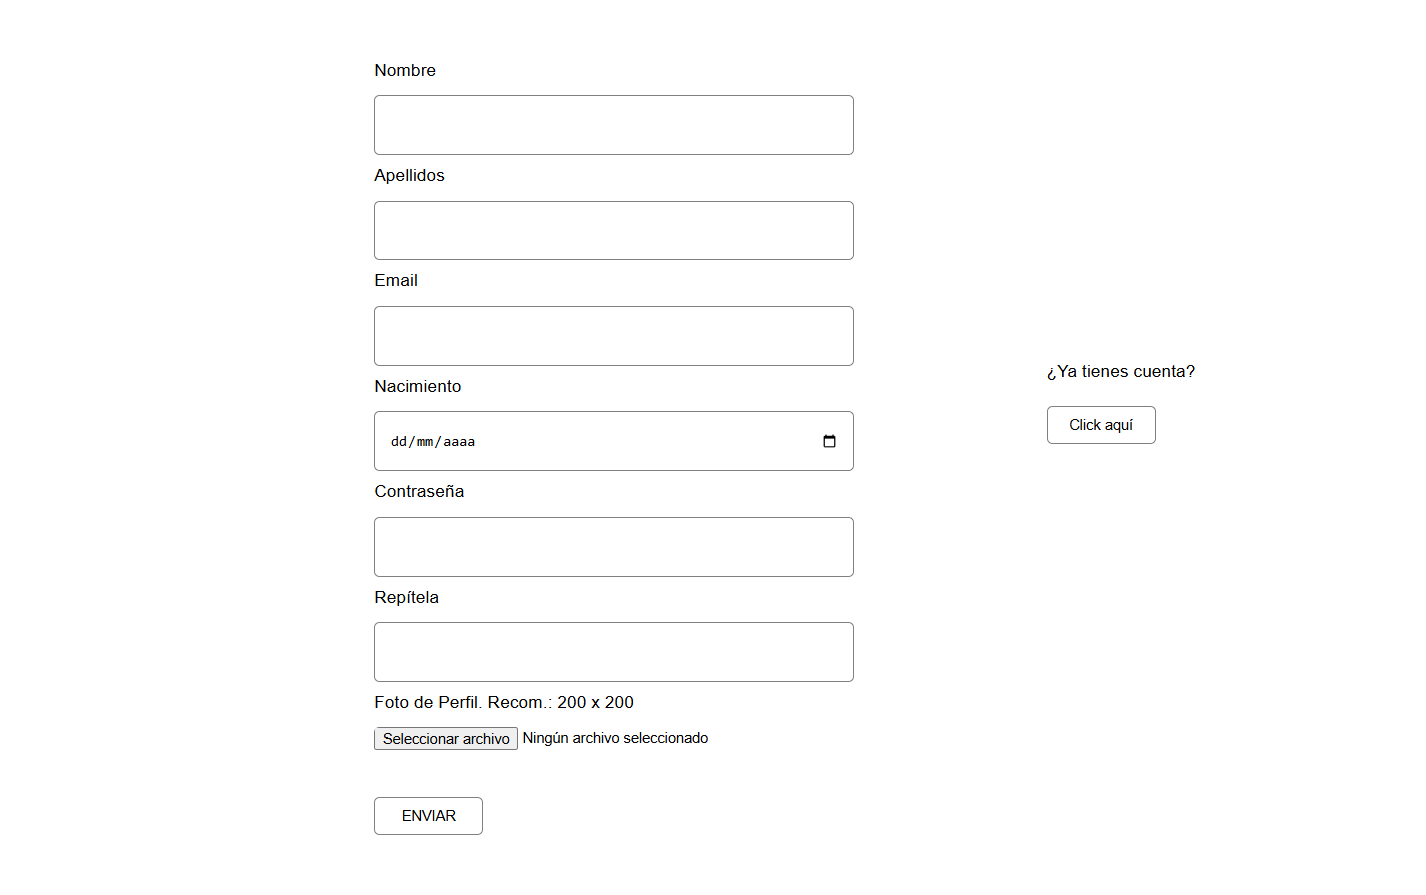 Nombre
Apellidos
Email
Nacimiento
dd/mm/aaaa
Contraseña
Repítela
Foto de Perfil. Recom.: 200 x 200
Seleccionar archivo Ningún archivo seleccionado
ENVIAR
¿Ya tienes cuenta?
Click aquí